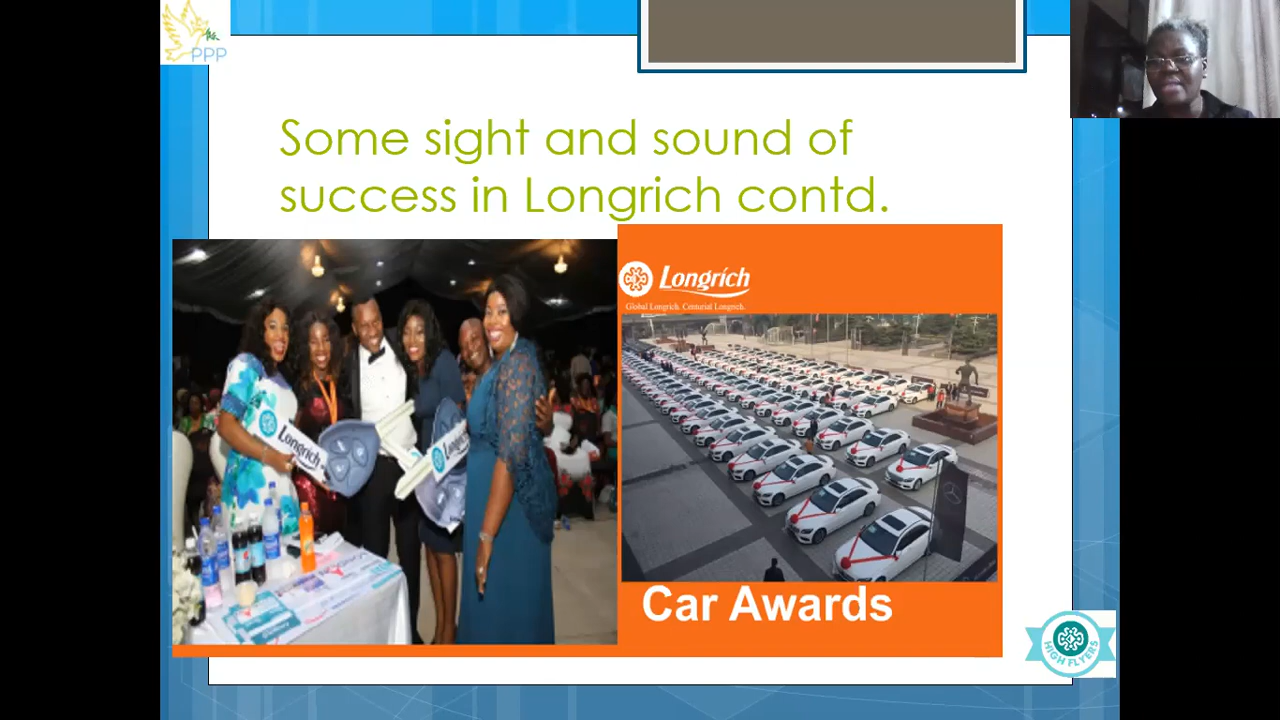 PPP
Some sight and sound of
success in Longrich contd.
Longrich
Global Longrich. Centurial Longrich.
Longrich
Longrich
Car Awards
HIGH FLYERS